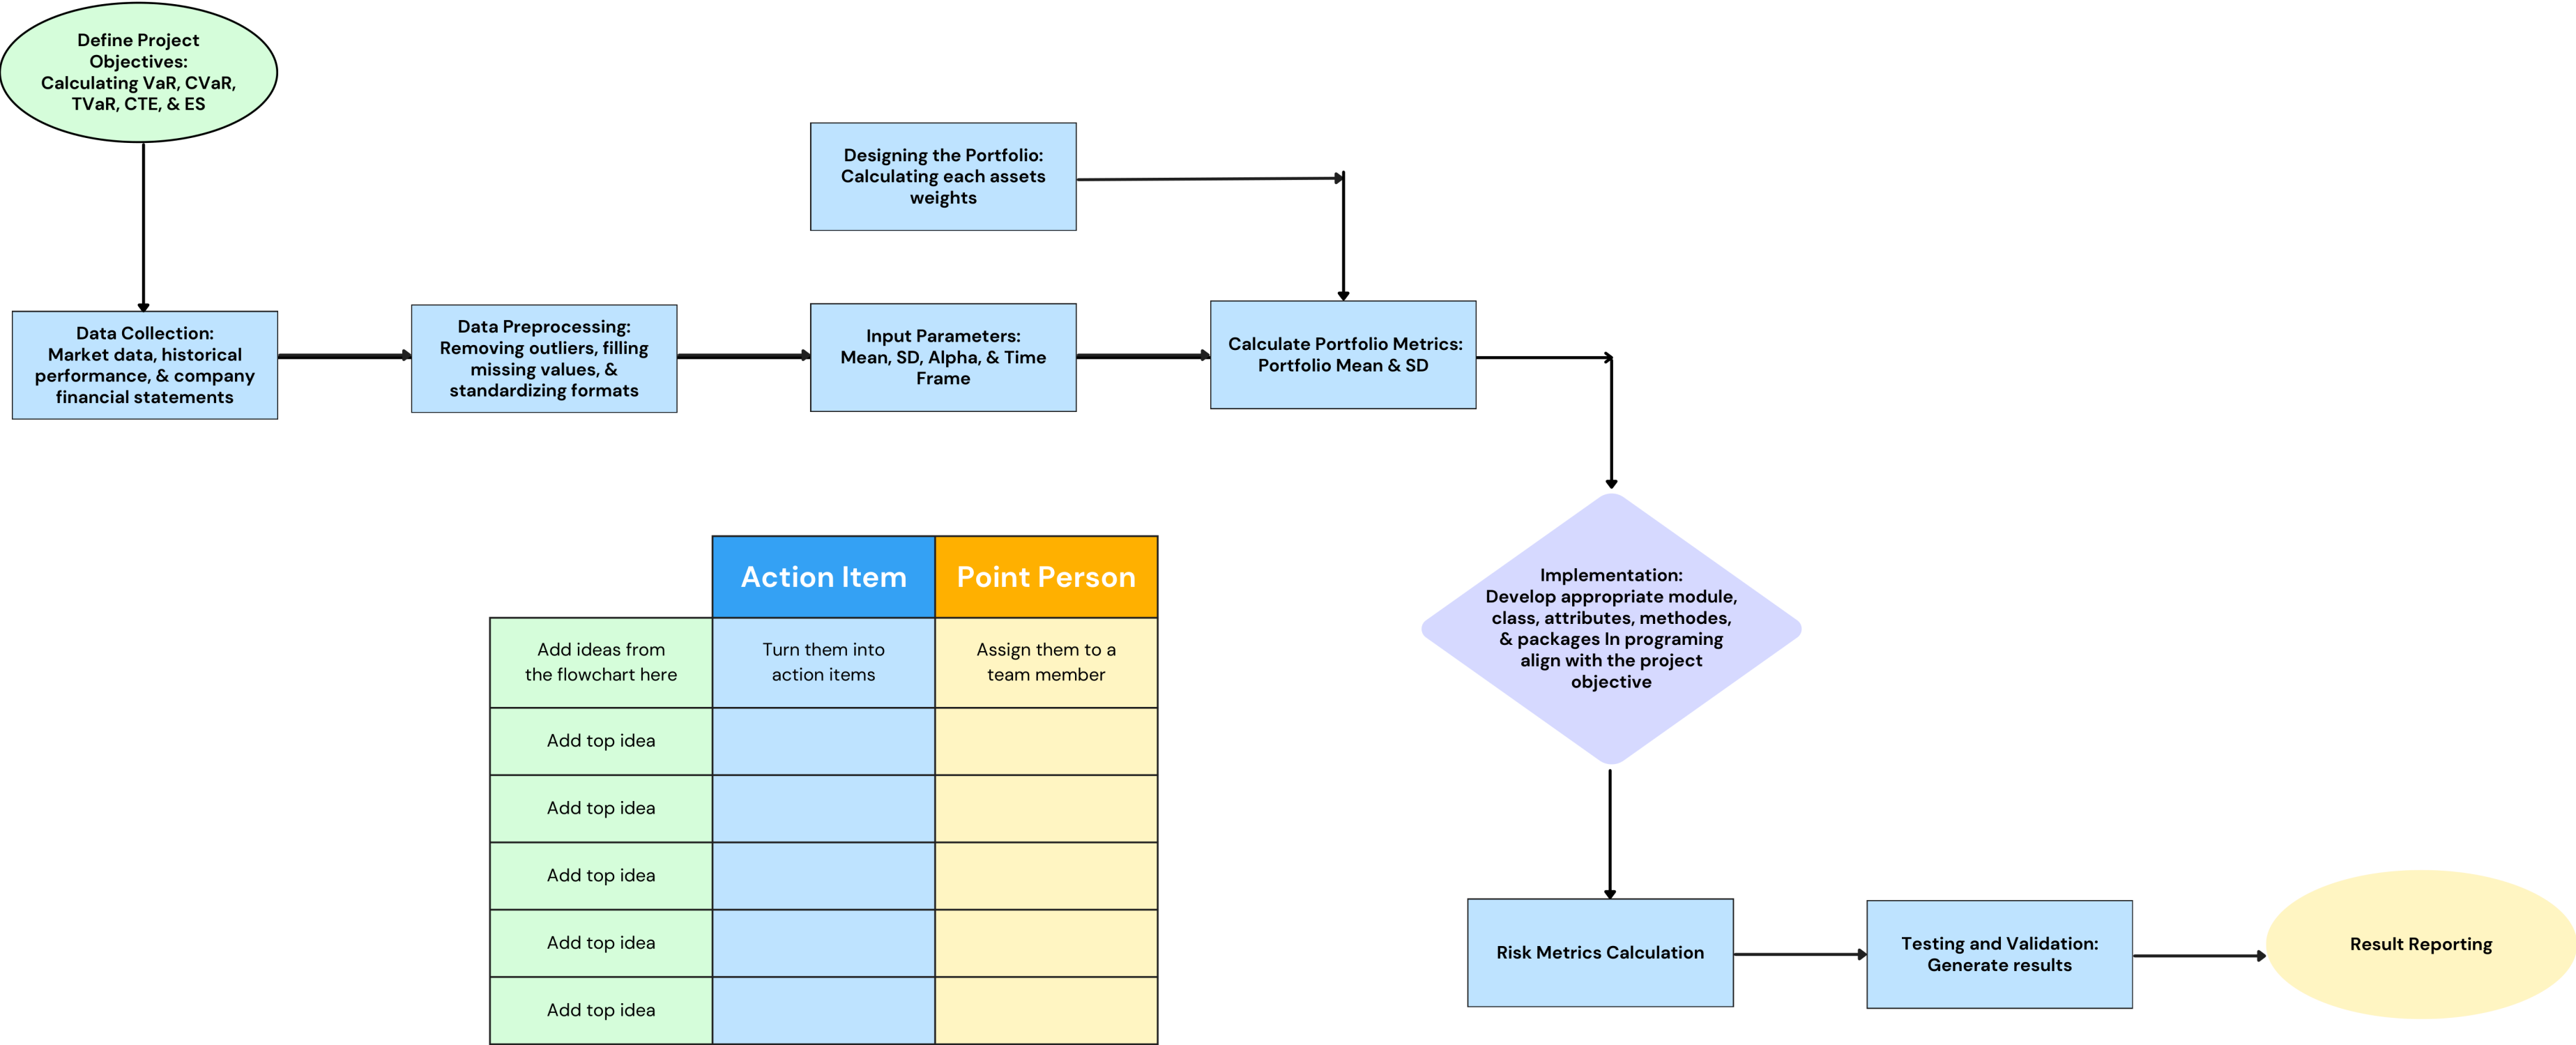 Define Project
Objectives:
Calculating VaR, CVaR,
TVaR, CTE, & ES
Designing the Portfolio:
Calculating each assets
weights
Data Collection:
Market data, historical
performance, & company
financial statements
Data Preprocessing:
Removing outliers, filling
missing values, &
standardizing formats
Input Parameters:
Mean, SD, Alpha, & Time
Frame
Calculate Portfolio Metrics:
Portfolio Mean & SD
Implementation:
Develop appropriate module,
class, attributes, methodes,
& packages In programing
align with the project
objective
Action Item
Point Person
Add ideas from
the flowchart here
Turn them into
action items
Assign them to a
team member
Add top idea
Add top idea
Add top idea
Add top idea
Add top idea
Risk Metrics Calculation
Testing and Validation:
Generate results
Result Reporting